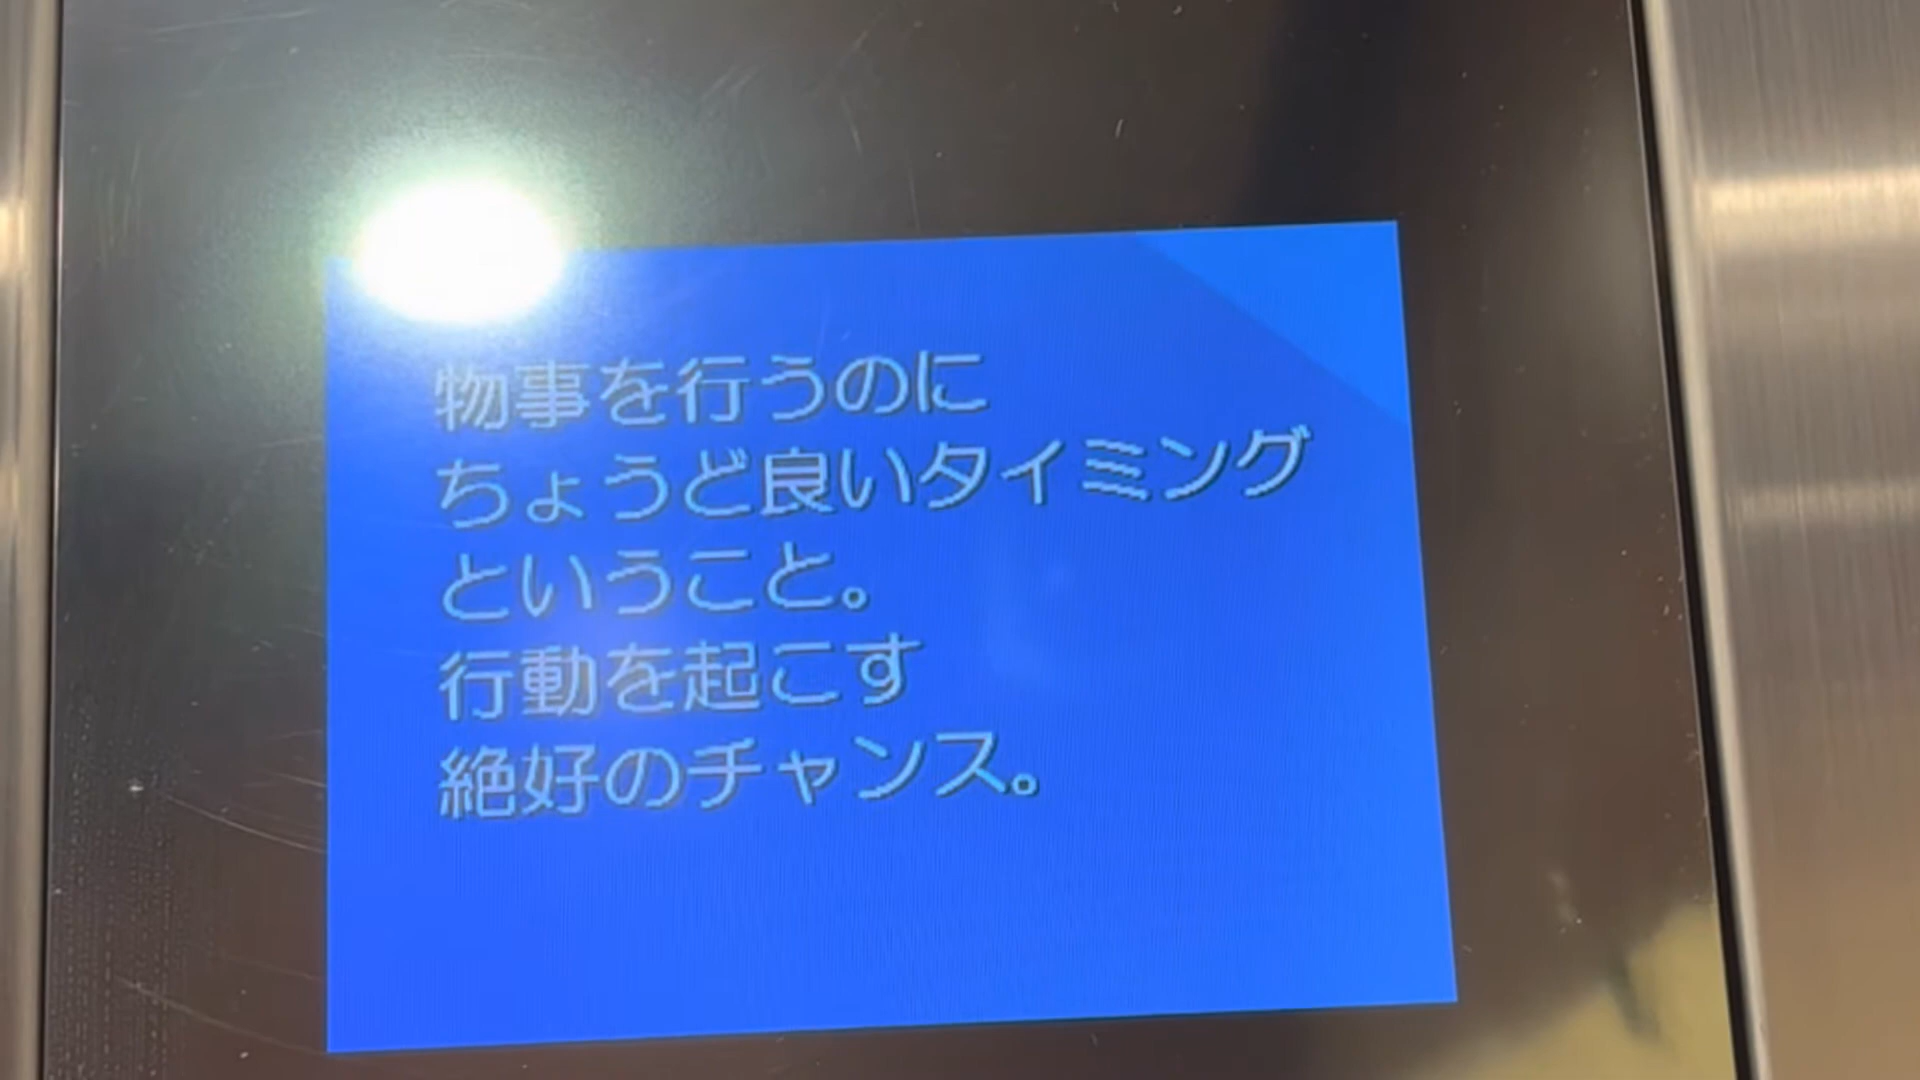 物事を行うのに
ちょうど良いタイミング
ということ。
行動を起こす
絶好のチャンス。